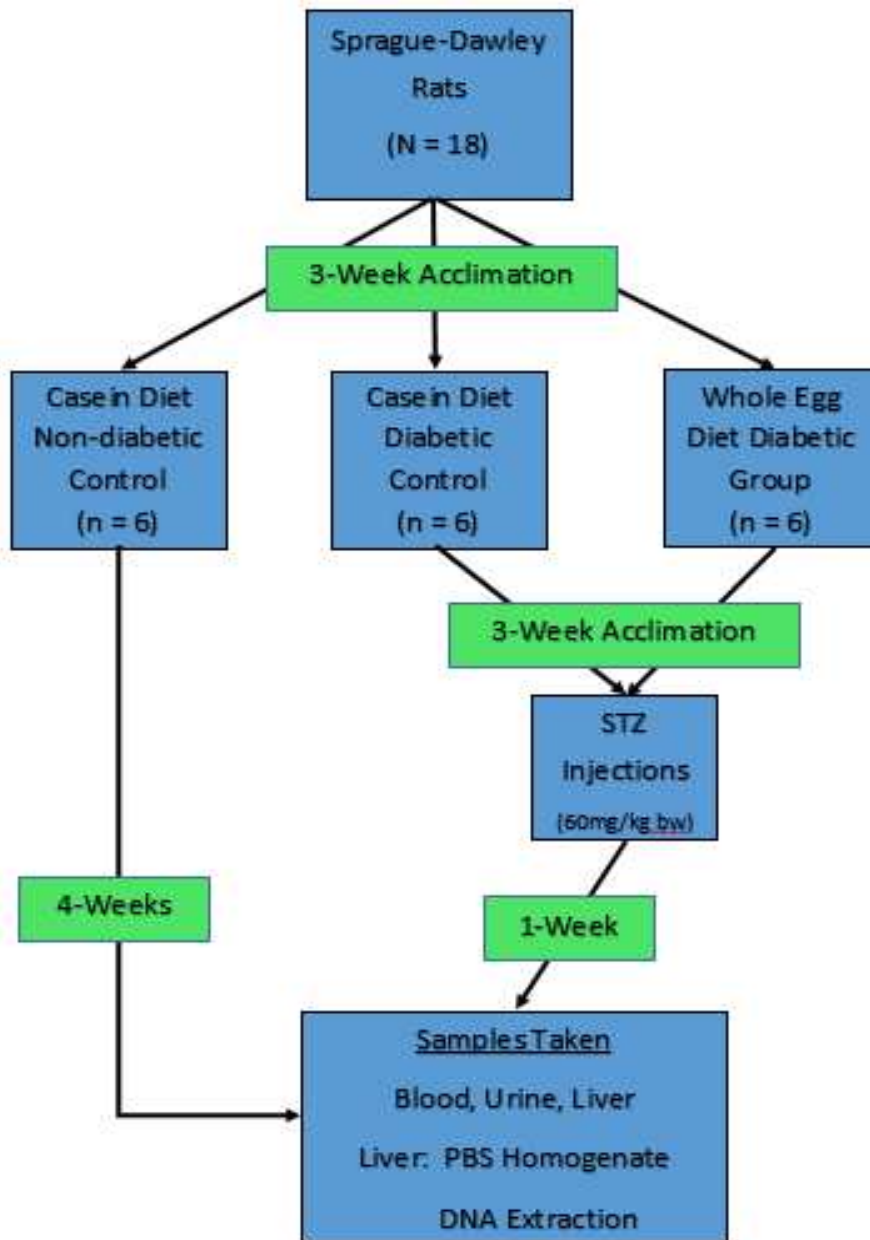 Sprague-Dawley
Rats
(N = 18)
3-Week Acclimation
Casein Diet
Non-diabetic
Control
(n = 6)
Casein Diet
Diabetic
Control
(n = 6)
Whole Egg
Diet Diabetic
Group
(n = 6)
3-Week Acclimation
STZ
Injections
(60mg/kg bw)
4-Weeks
1-Week
Samples Taken
Blood, Urine, Liver
Liver: PBS Homogenate
DNA Extraction